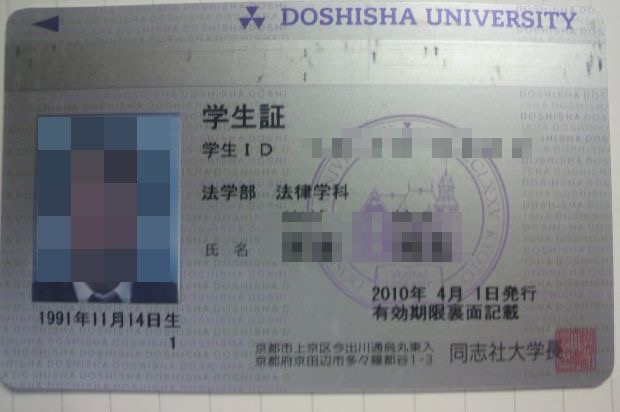 DOSHISHA UNIVERSITY
学生証
学生ID
法学部 法律学科
氏名
1991年11月14日生
1
2010年 4月 1日発行
有効期限裏面記載
京都市上京区今出川通烏丸東入
京都府京田辺市多々羅都谷1-3
同志社大学長